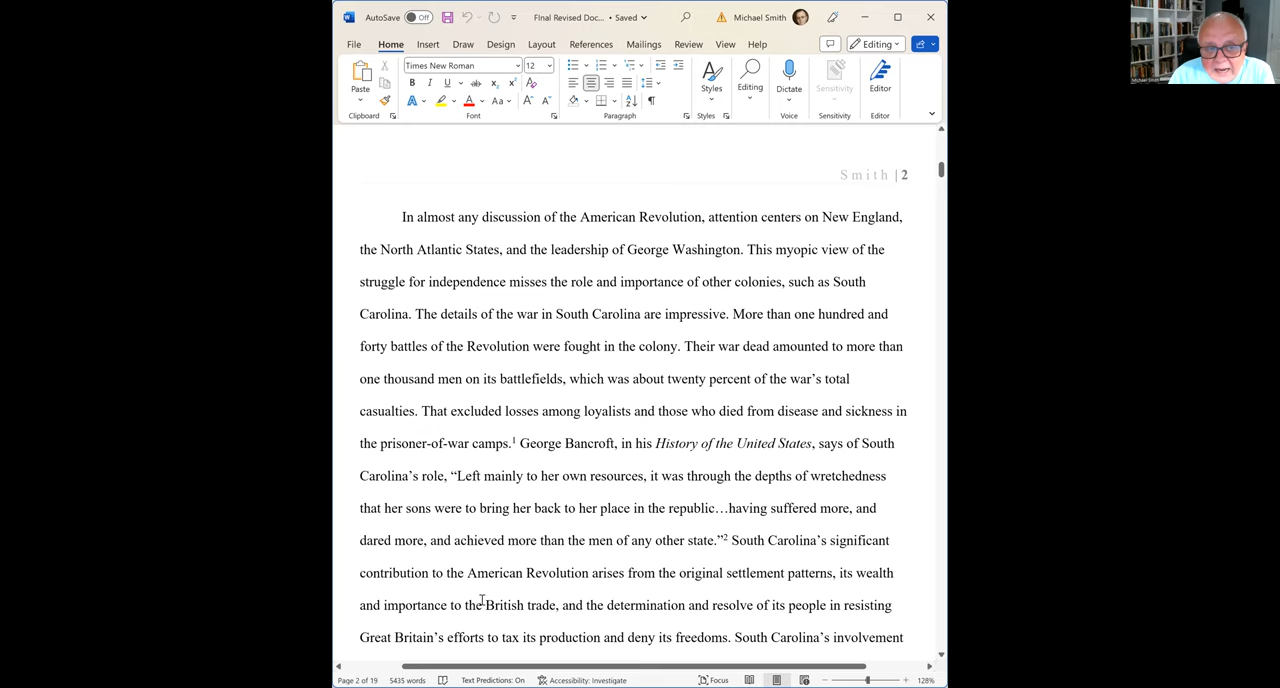 AutoSave Off FInal Revised Doc... • Saved Michael Smith
File Home Insert Draw Design Layout References Mailings Review View Help Editing
Times New Roman 12
Paste Styles Editing Dictate Sensitivity Editor
Clipboard Font Paragraph Styles Voice Sensitivity Editor
Smith | 2
In almost any discussion of the American Revolution, attention centers on New England,
the North Atlantic States, and the leadership of George Washington. This myopic view of the
struggle for independence misses the role and importance of other colonies, such as South
Carolina. The details of the war in South Carolina are impressive. More than one hundred and
forty battles of the Revolution were fought in the colony. Their war dead amounted to more than
one thousand men on its battlefields, which was about twenty percent of the war’s total
casualties. That excluded losses among loyalists and those who died from disease and sickness in
the prisoner-of-war camps.1 George Bancroft, in his History of the United States, says of South
Carolina’s role, “Left mainly to her own resources, it was through the depths of wretchedness
that her sons were to bring her back to her place in the republic…having suffered more, and
dared more, and achieved more than the men of any other state.”2 South Carolina’s significant
contribution to the American Revolution arises from the original settlement patterns, its wealth
and importance to the British trade, and the determination and resolve of its people in resisting
Great Britain’s efforts to tax its production and deny its freedoms. South Carolina’s involvement
Page 2 of 19 5435 words Text Predictions: On Accessibility: Investigate Focus 128%
Michael Smith